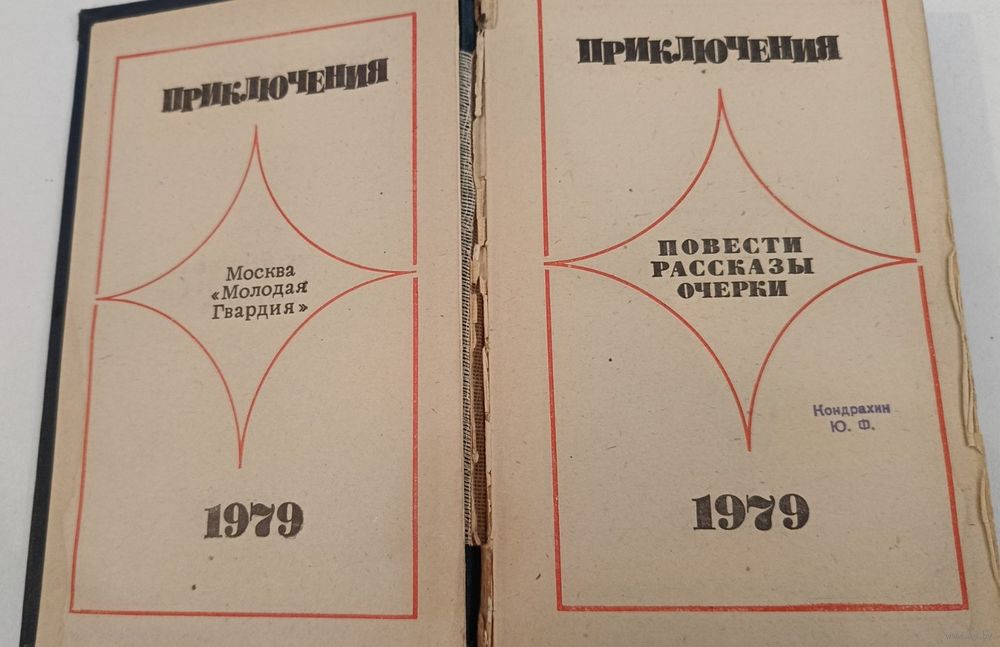 ПРИКЛЮЧЕНИЯ
Москва
«Молодая
Гвардия»
1979
ПРИКЛЮЧЕНИЯ
ПОВЕСТИ
РАССКАЗЫ
ОЧЕРКИ
Кондрахин
Ю. Ф.
1979